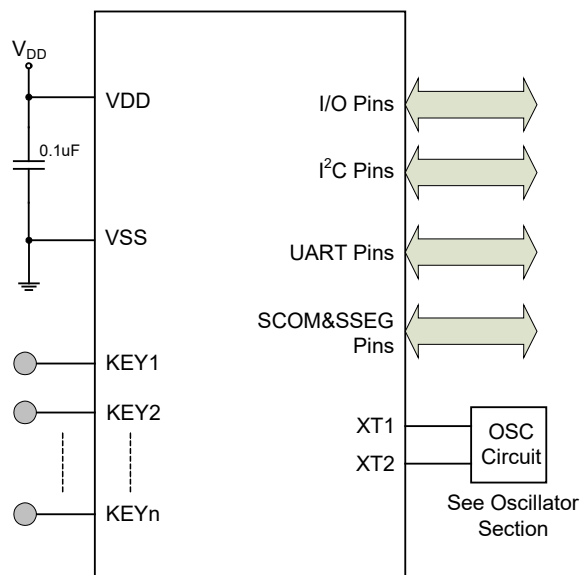 V_DD
VDD
0.1uF
VSS
KEY1
KEY2
KEYn
I/O Pins
I²C Pins
UART Pins
SCOM&SSEG
Pins
XT1
XT2
OSC
Circuit
See Oscillator
Section